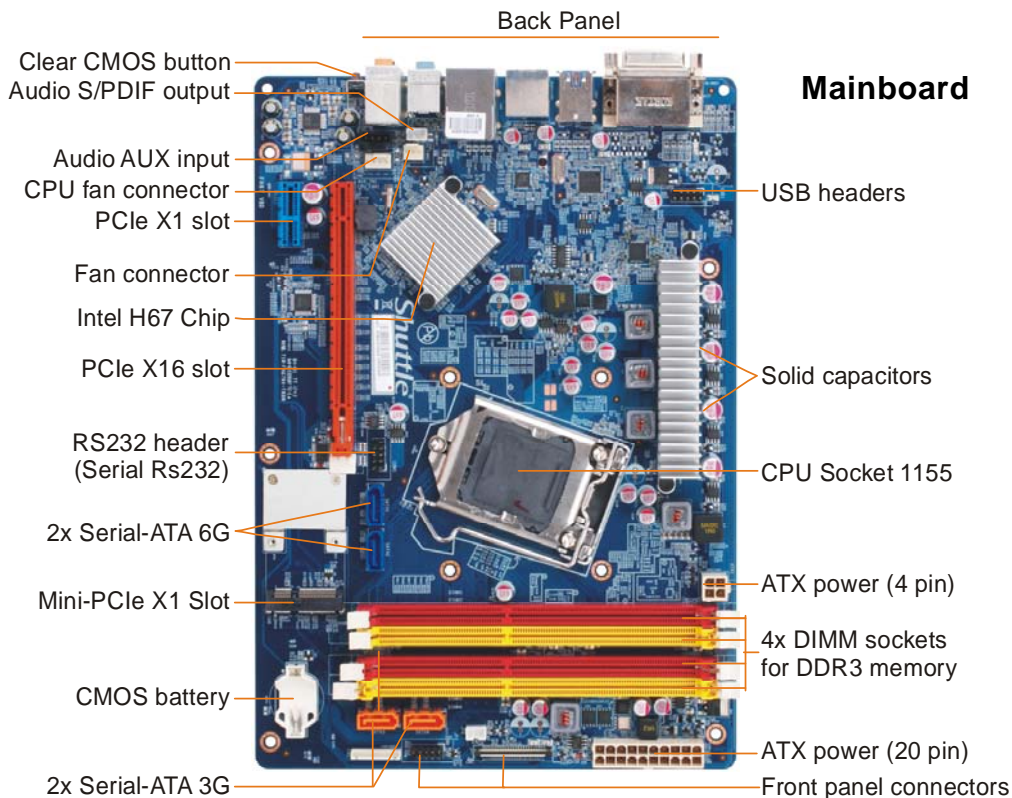 Back Panel
Mainboard
Clear CMOS button
Audio S/PDIF output
Audio AUX input
CPU fan connector
PCIe X1 slot
Fan connector
Intel H67 Chip
PCIe X16 slot
RS232 header
(Serial Rs232)
2x Serial-ATA 6G
Mini-PCIe X1 Slot
CMOS battery
2x Serial-ATA 3G
USB headers
Solid capacitors
CPU Socket 1155
ATX power (4 pin)
4x DIMM sockets
for DDR3 memory
ATX power (20 pin)
Front panel connectors
Shuttle